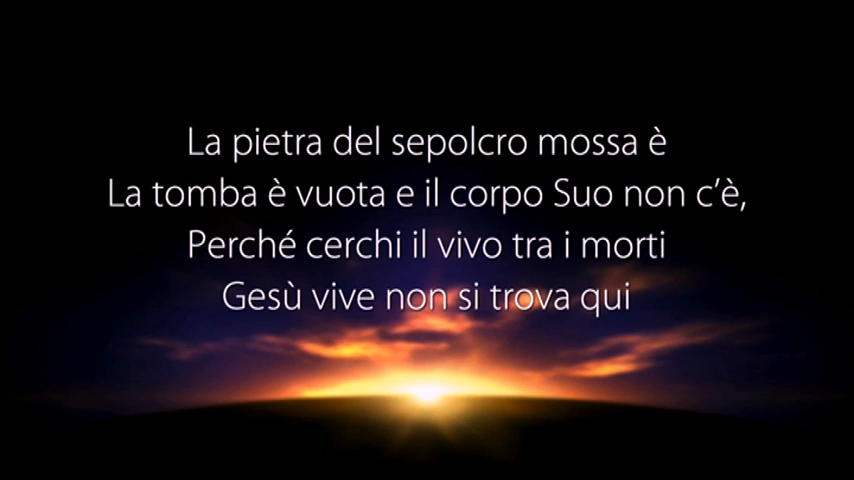 La pietra del sepolcro mossa è
La tomba è vuota e il corpo Suo non c’è,
Perché cerchi il vivo tra i morti
Gesù vive non si trova qui